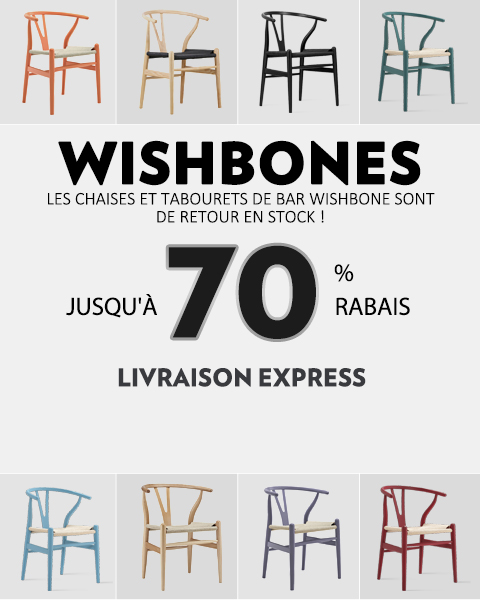 WISHBONES
LES CHAISES ET TABOURETS DE BAR WISHBONE SONT
DE RETOUR EN STOCK !
JUSQU'À 70 % RABAIS
LIVRAISON EXPRESS